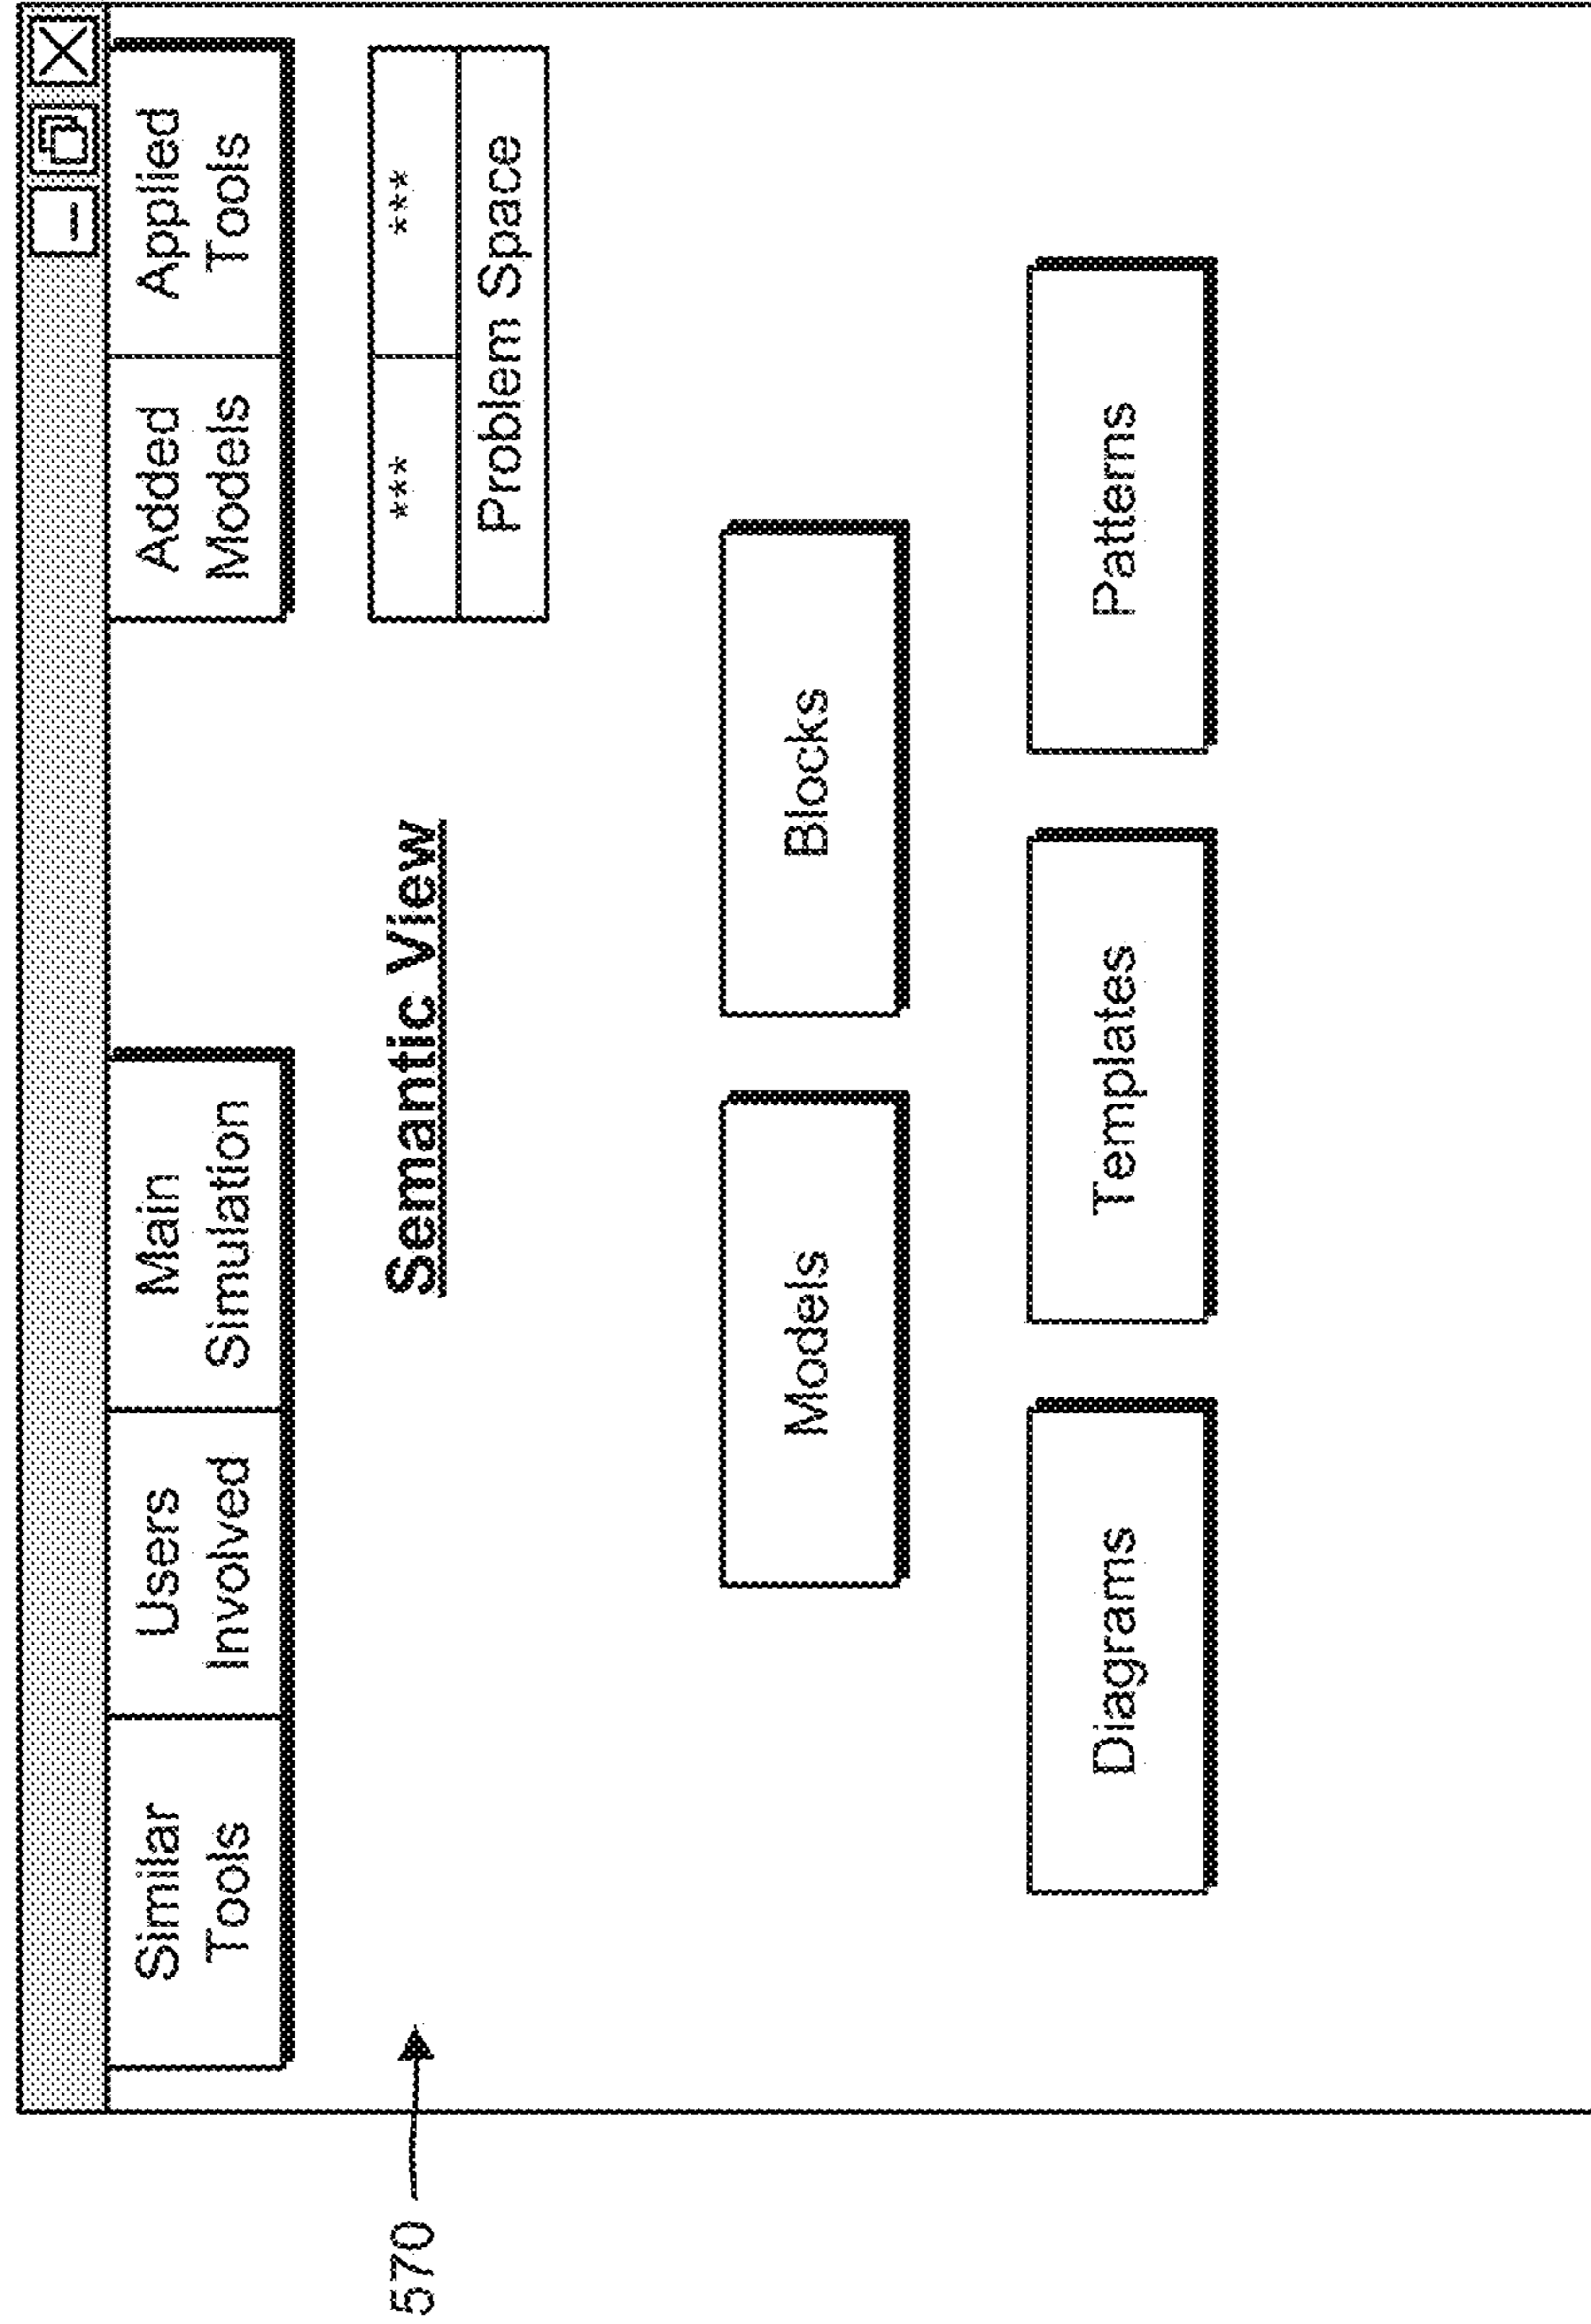 Similar
Tools
Users
Involved
Main
Simulation
Added
Models
Applied
Tools
570
Semantic View
*** ***
Problem Space
Models
Blocks
Diagrams
Templates
Patterns